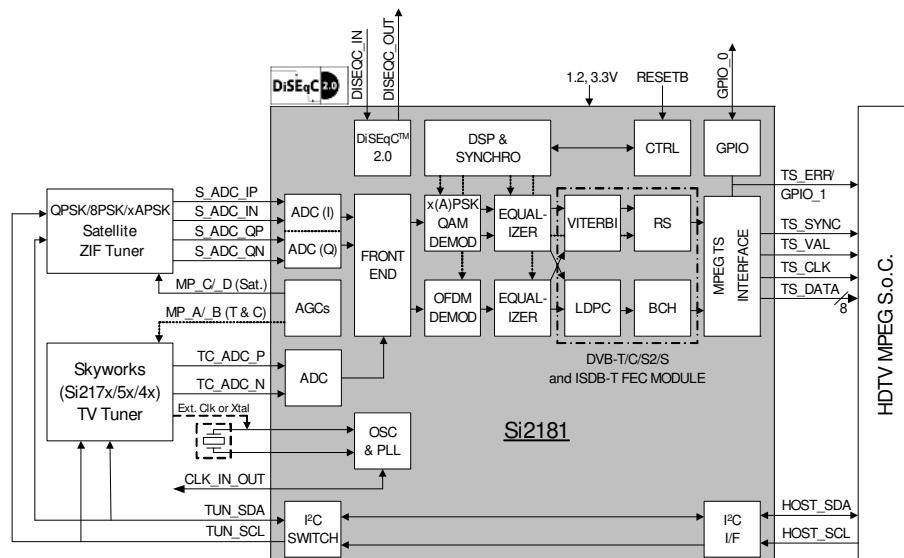 DiSEqC 2.0
DISEQC_IN
DISEQC_OUT
1.2, 3.3V
RESETB
GPIO_0
DiSEqC™
2.0
DSP &
SYNCHRO
CTRL
GPIO
QPSK/8PSK/xAPSK
Satellite
ZIF Tuner
S_ADC_IP
S_ADC_IN
S_ADC_QP
S_ADC_QN
ADC (I)
ADC (Q)
FRONT
END
x(A)PSK
QAM
DEMOD
EQUAL-
IZER
VITERBI
RS
MPEG TS
INTERFACE
TS_ERR/
GPIO_1
TS_SYNC
TS_VAL
TS_CLK
TS_DATA
8
HDTV MPEG S.o.C.
MP_C/_D (Sat.)
MP_A/_B (T & C)
AGCs
OFDM
DEMOD
EQUAL-
IZER
LDPC
BCH
DVB-T/C/S2/S
and ISDB-T FEC MODULE
Skyworks
(Si217x/5x/4x)
TV Tuner
TC_ADC_P
TC_ADC_N
ADC
Ext. Clk or Xtal
OSC
& PLL
Si2181
CLK_IN_OUT
TUN_SDA
TUN_SCL
I²C
SWITCH
I²C
I/F
HOST_SDA
HOST_SCL